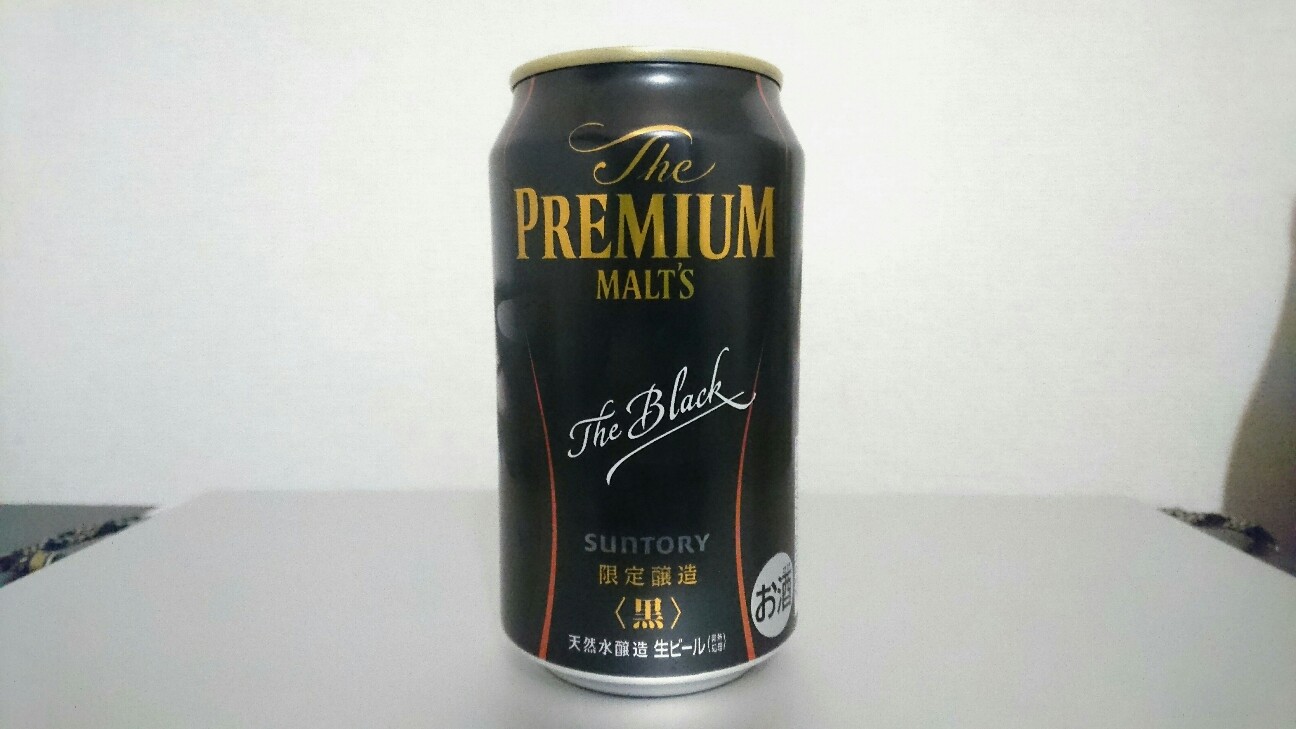 The
PREMIUM
MALT'S
The Black
SUNTORY
限定醸造
〈黒〉
天然水醸造 生ビール
お酒